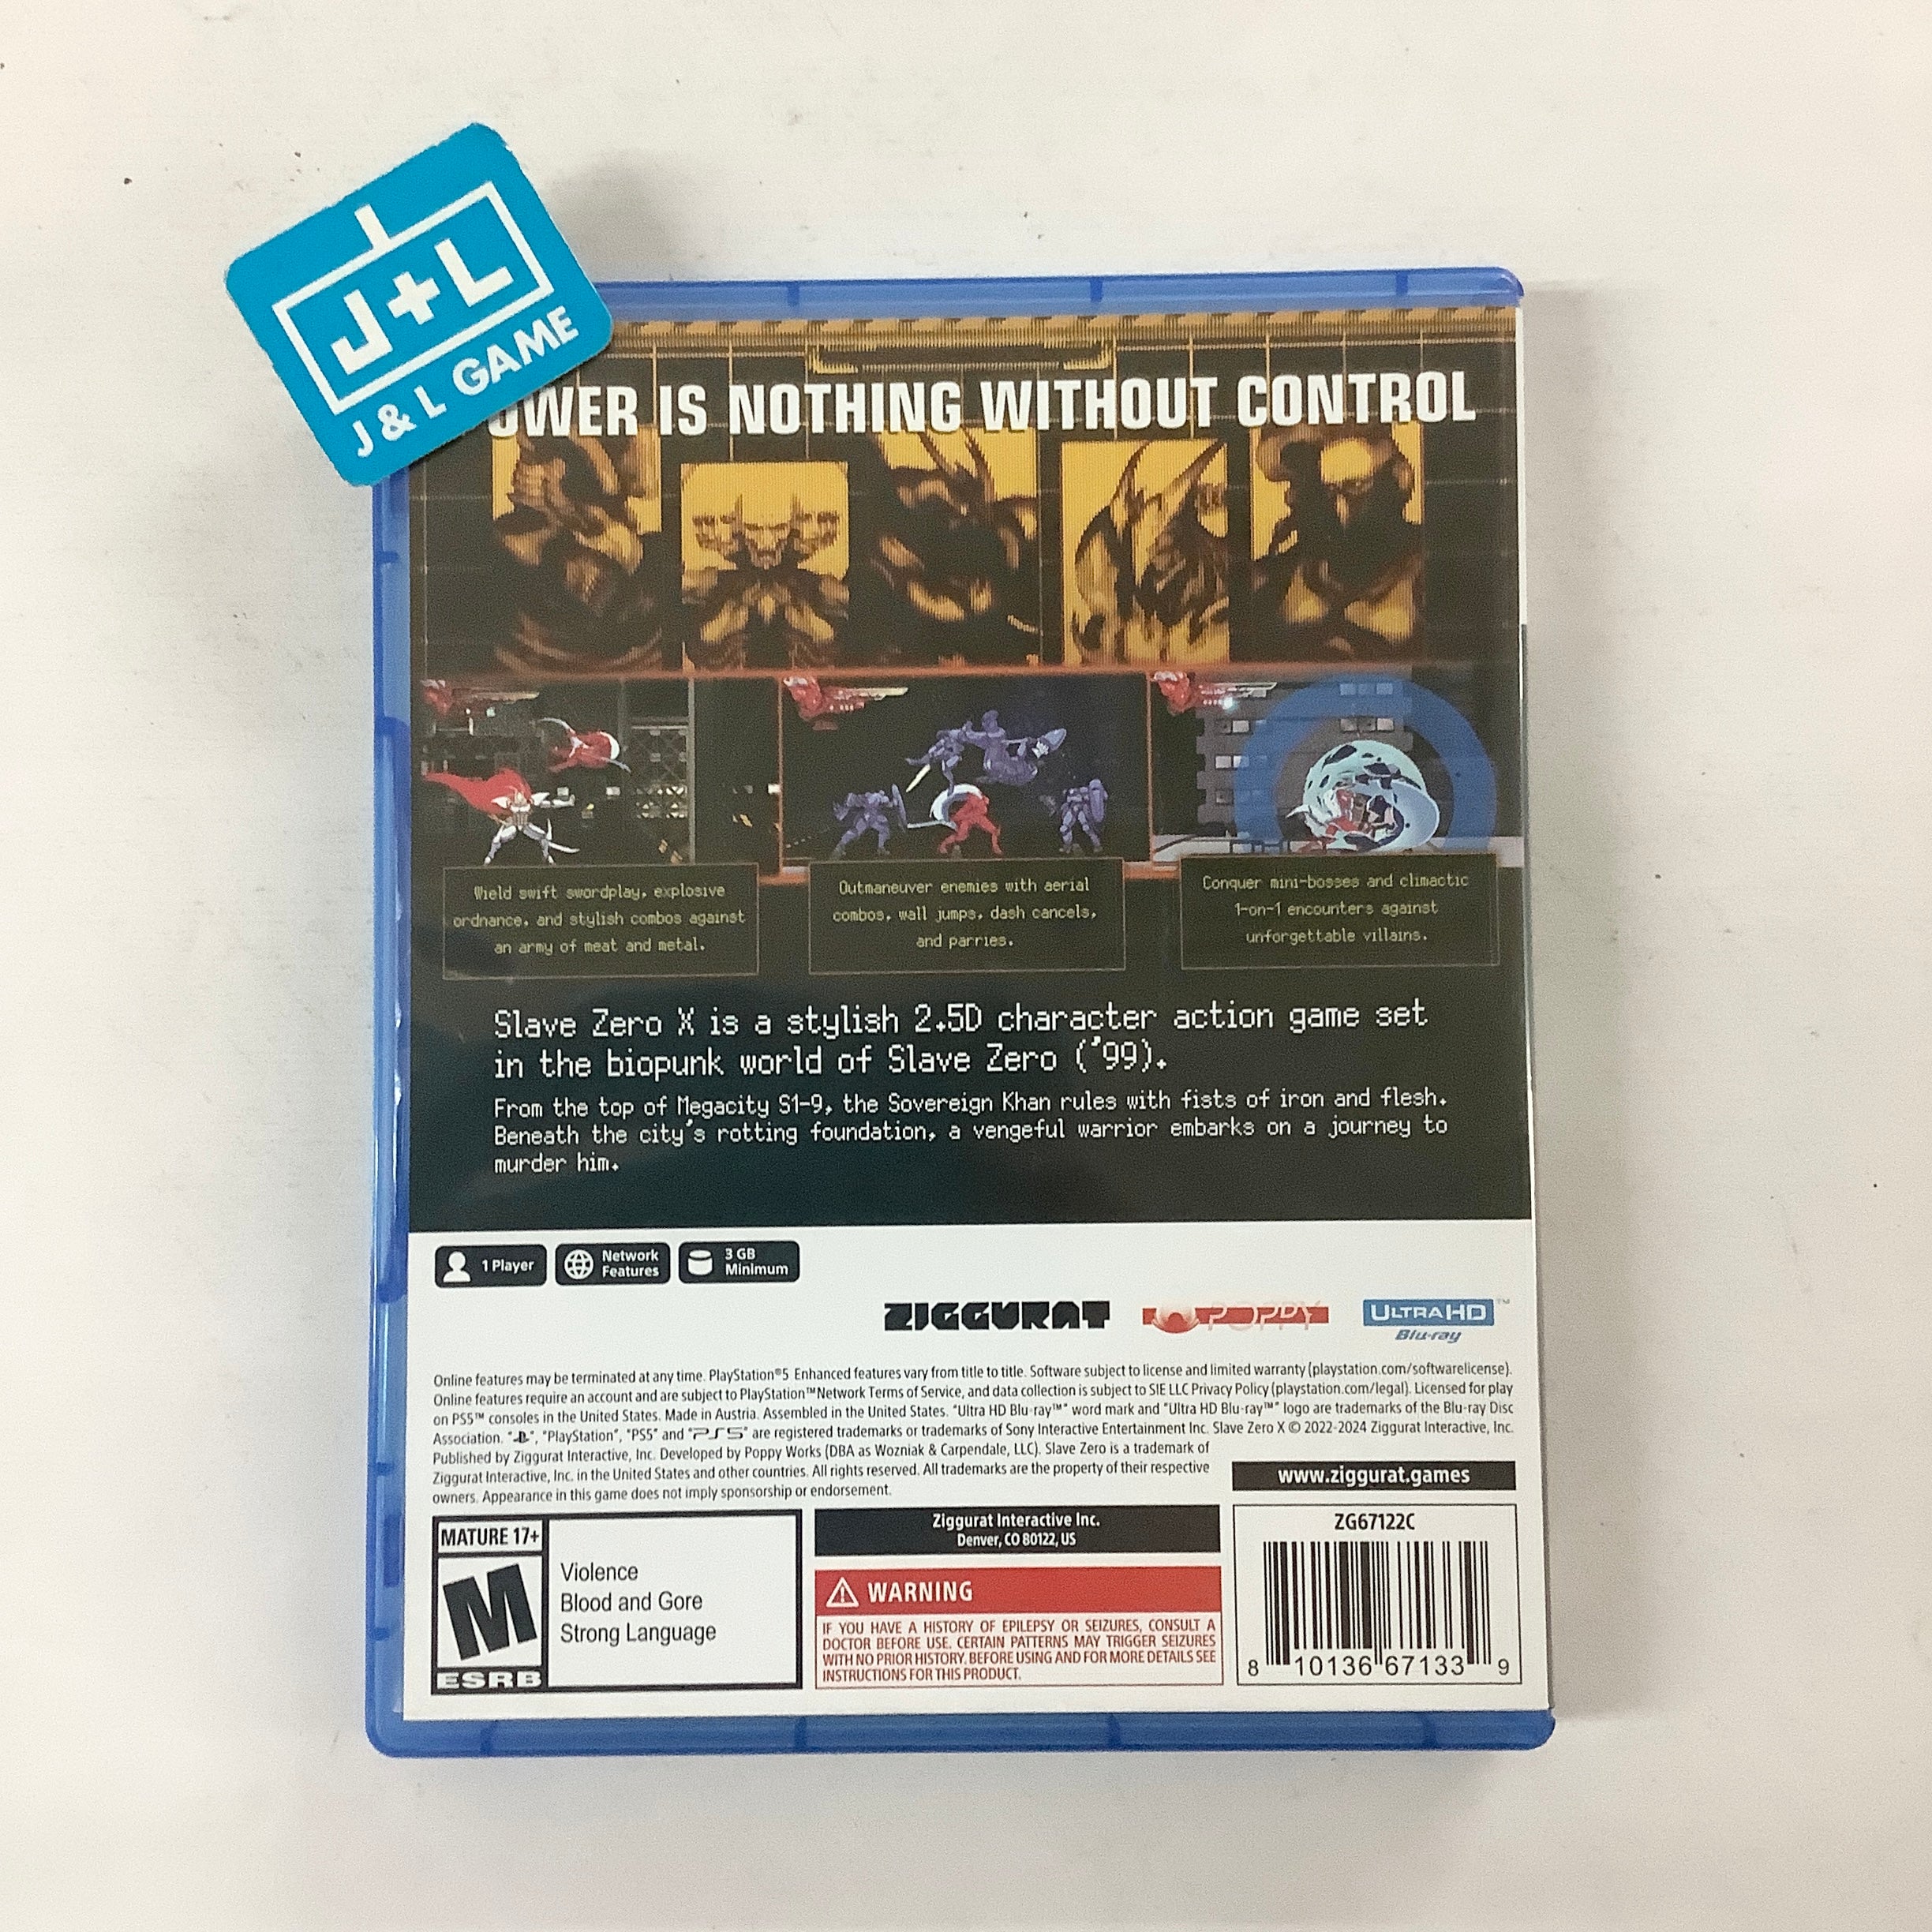 J+L
J & L GAME
OWER IS NOTHING WITHOUT CONTROL
Wield swift swordplay, explosive
ordnance, and stylish combos against
an army of meat and metal.
Outmaneuver enemies with aerial
combos, wall jumps, dash cancels,
and parries.
Conquer mini-bosses and climactic
1-on-1 encounters against
unforgettable villains.
Slave Zero X is a stylish 2.5D character action game set
in the biopunk world of Slave Zero ('99).
From the top of Megacity S1-9, the Sovereign Khan rules with fists of iron and flesh.
Beneath the city's rotting foundation, a vengeful warrior embarks on a journey to
murder him.
1 Player
Network
Features
3 GB
Minimum
ZIGGURAT
POPPY
ULTRA HD
Blu-ray
™
Online features may be terminated at any time. PlayStation®5 Enhanced features vary from title to title. Software subject to license and limited warranty (playstation.com/softwarelicense).
Online features require an account and are subject to PlayStation™Network Terms of Service, and data collection is subject to SIE LLC Privacy Policy (playstation.com/legal). Licensed for play
on PS5™ consoles in the United States. Made in Austria. Assembled in the United States. "Ultra HD Blu-ray™" word mark and "Ultra HD Blu-ray™" logo are trademarks of the Blu-ray Disc
Association. "PS", "PlayStation", "PS5" and "PS5" are registered trademarks or trademarks of Sony Interactive Entertainment Inc. Slave Zero X © 2022-2024 Ziggurat Interactive, Inc.
Published by Ziggurat Interactive, Inc. Developed by Poppy Works (DBA as Wozniak & Carpendale, LLC). Slave Zero is a trademark of
Ziggurat Interactive, Inc. in the United States and other countries. All rights reserved. All trademarks are the property of their respective
owners. Appearance in this game does not imply sponsorship or endorsement.
www.ziggurat.games
MATURE 17+
M
ESRB
Violence
Blood and Gore
Strong Language
Ziggurat Interactive Inc.
Denver, CO 80122, US
WARNING
IF YOU HAVE A HISTORY OF EPILEPSY OR SEIZURES, CONSULT A
DOCTOR BEFORE USE. CERTAIN PATTERNS MAY TRIGGER SEIZURES
WITH NO PRIOR HISTORY. BEFORE USING AND FOR MORE DETAILS SEE
INSTRUCTIONS FOR THIS PRODUCT.
ZG67122C
8 10136 67133 9